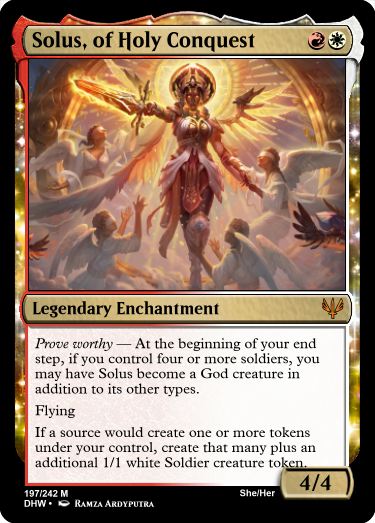 Solus, of Holy Conquest
Legendary Enchantment
Prove worthy — At the beginning of your end
step, if you control four or more soldiers, you
may have Solus become a God creature in
addition to its other types.
Flying
If a source would create one or more tokens
under your control, create that many plus an
additional 1/1 white Soldier creature token.
4/4
197/242 M
She/Her
DHW • Ramza Ardyputra